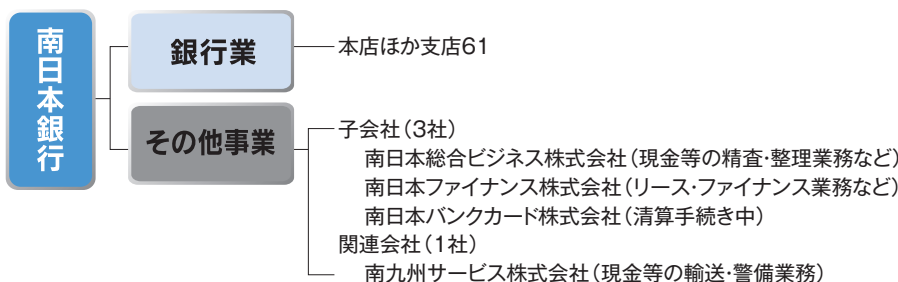 南日本銀行
銀行業
本店ほか支店61
その他事業
子会社（3社）
南日本総合ビジネス株式会社（現金等の精査・整理業務など）
南日本ファイナンス株式会社（リース・ファイナンス業務など）
南日本バンクカード株式会社（清算手続き中）
関連会社（1社）
南九州サービス株式会社（現金等の輸送・警備業務）